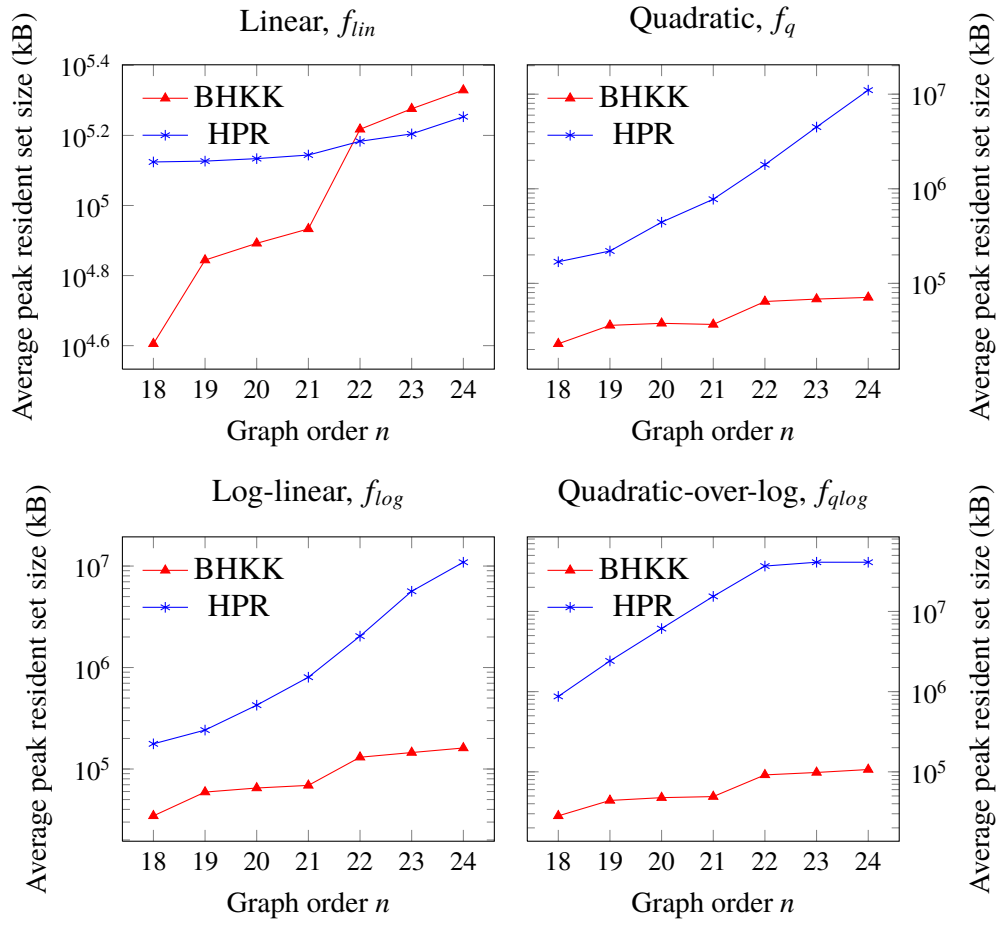 Linear, f_lin
Average peak resident set size (kB)
10^5.4
10^5.2
10^5
10^4.8
10^4.6
BHKK
HPR
18 19 20 21 22 23 24
Graph order n
Quadratic, f_q
BHKK
HPR
10^7
10^6
10^5
Average peak resident set size (kB)
18 19 20 21 22 23 24
Graph order n
Log-linear, f_log
Average peak resident set size (kB)
10^7
10^6
10^5
BHKK
HPR
18 19 20 21 22 23 24
Graph order n
Quadratic-over-log, f_qlog
BHKK
HPR
10^7
10^6
10^5
Average peak resident set size (kB)
18 19 20 21 22 23 24
Graph order n